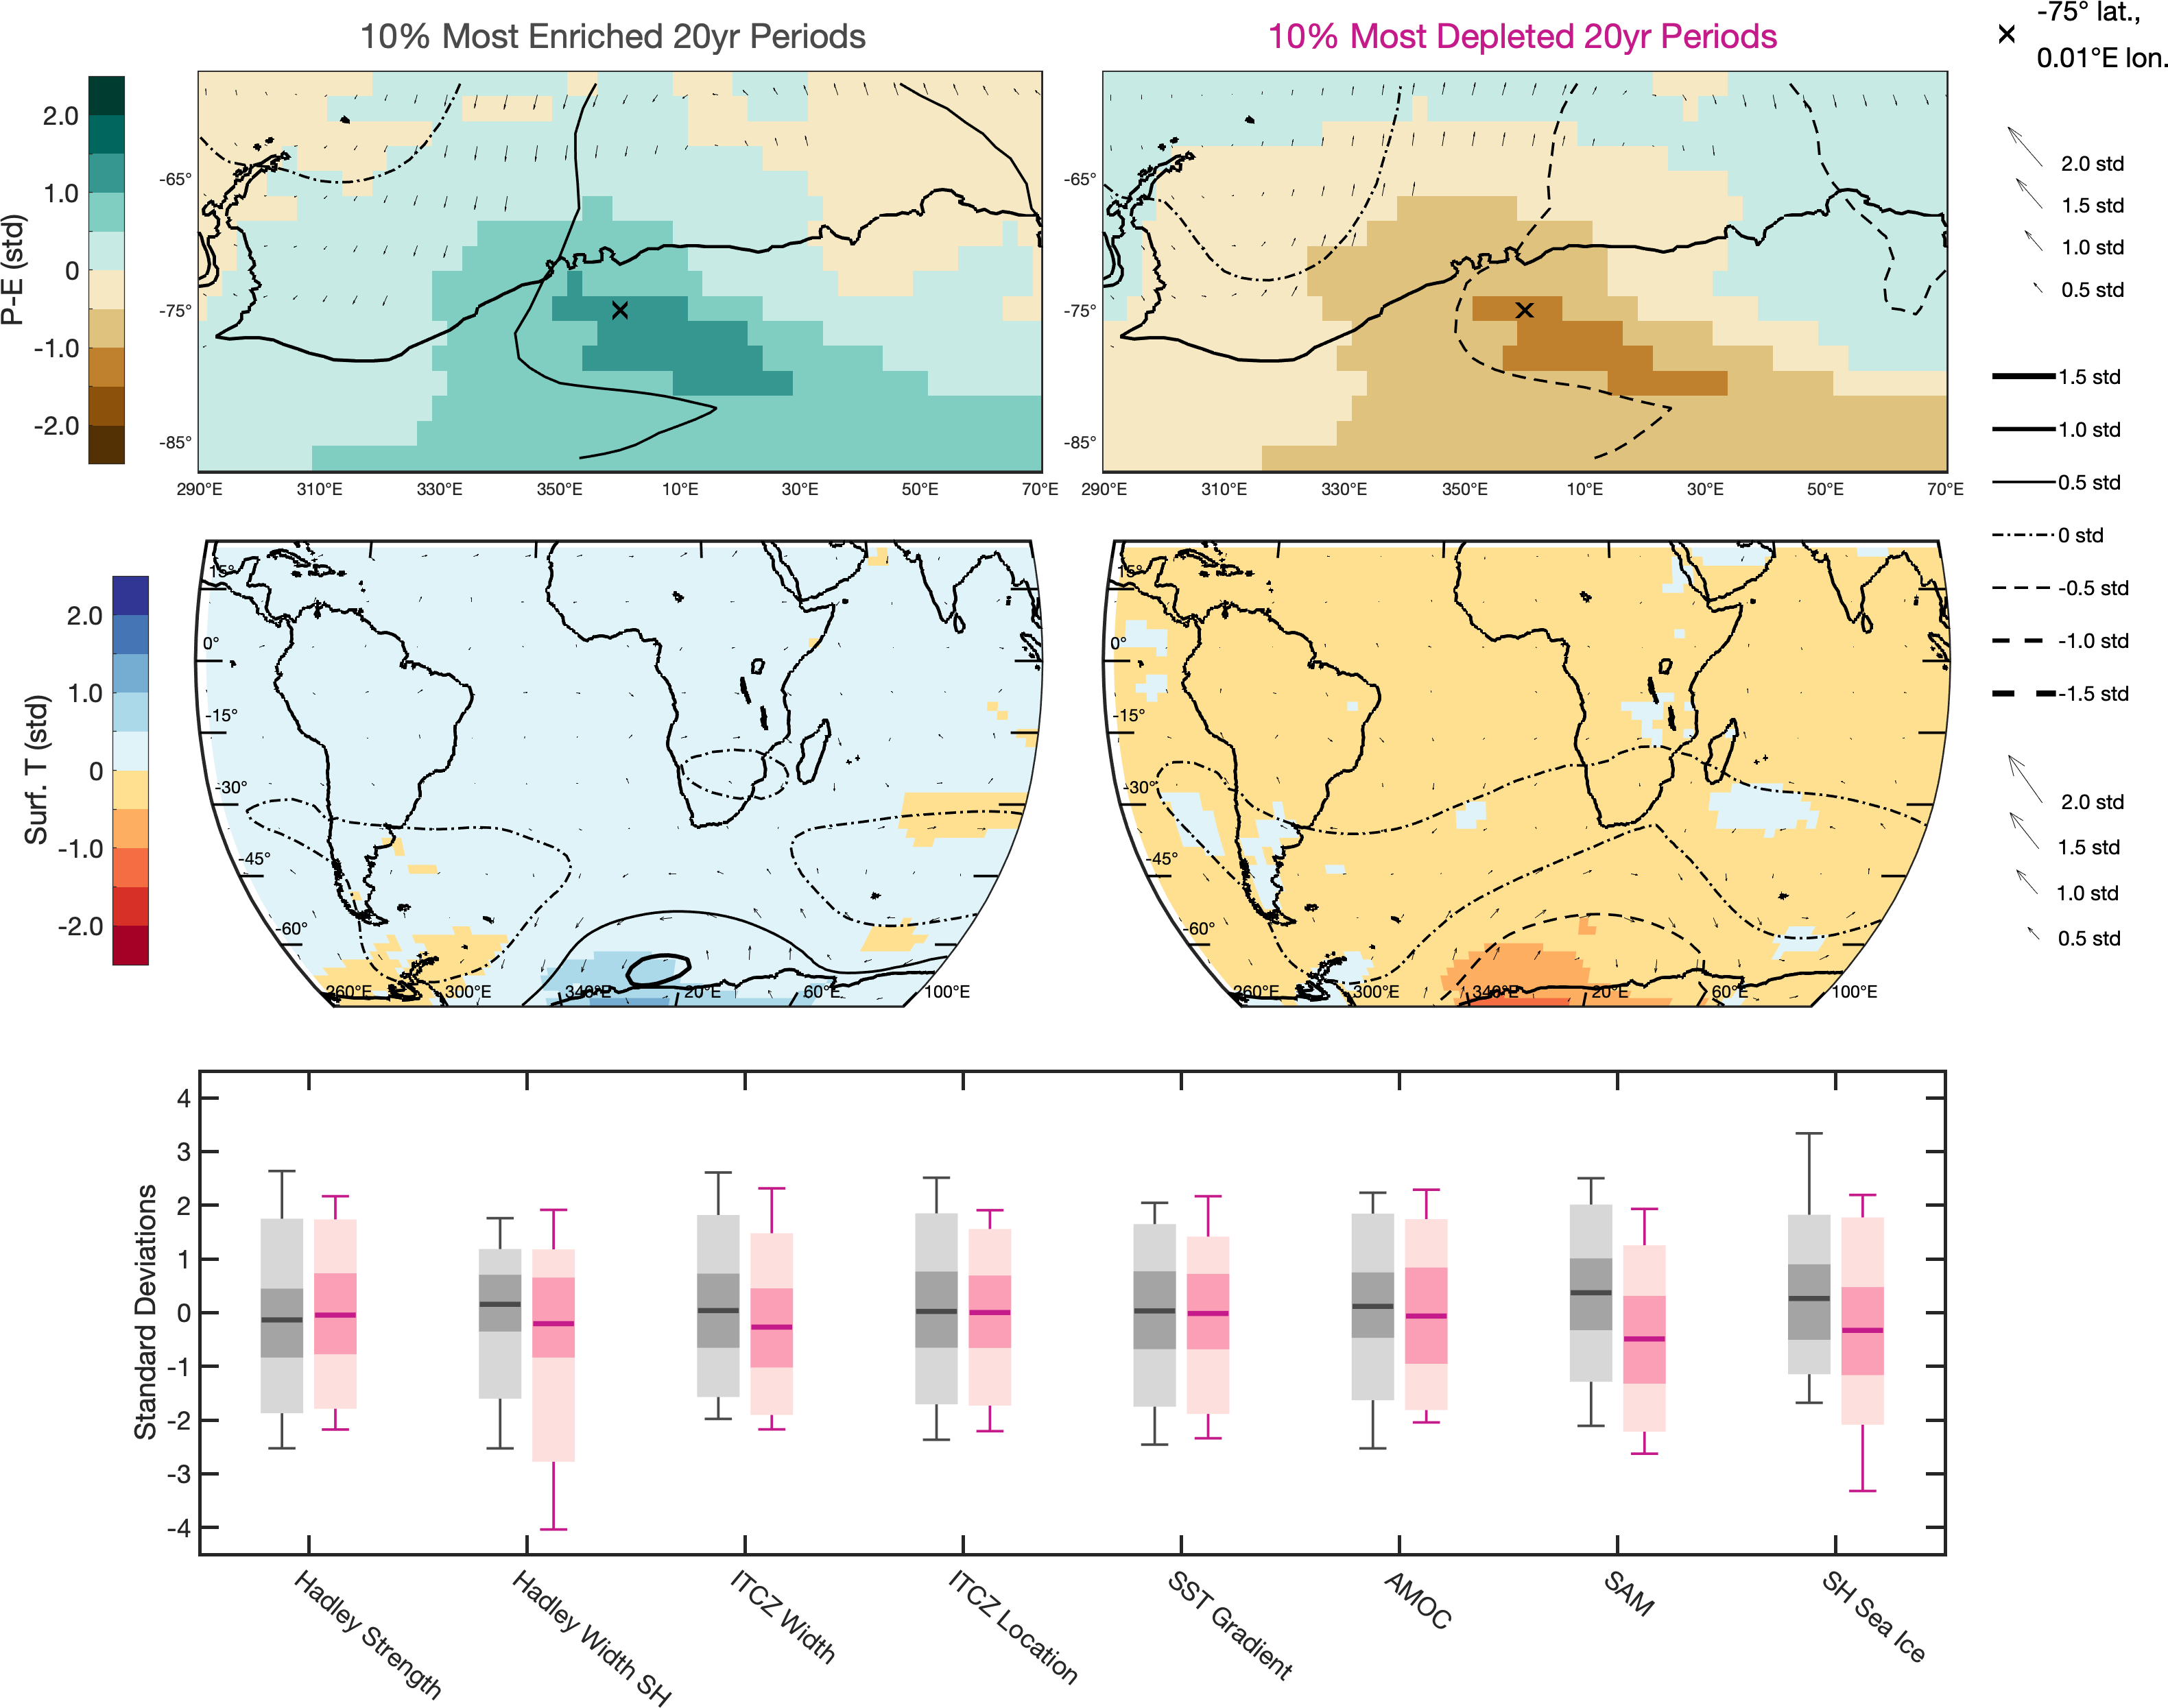 10% Most Enriched 20yr Periods
10% Most Depleted 20yr Periods
-75° lat.,
0.01°E lon.
P-E (std)
2.0
1.0
0
-1.0
-2.0
-65°
-75°
-85°
290°E 310°E 330°E 350°E 10°E 30°E 50°E 70°E
-65°
-75°
-85°
290°E 310°E 330°E 350°E 10°E 30°E 50°E 70°E
2.0 std
1.5 std
1.0 std
0.5 std
1.5 std
1.0 std
0.5 std
0 std
-0.5 std
-1.0 std
-1.5 std
Surf. T (std)
2.0
1.0
0
-1.0
-2.0
15°
0°
-15°
-30°
-45°
-60°
260°E 300°E 340°E 20°E 60°E 100°E
15°
0°
-15°
-30°
-45°
-60°
260°E 300°E 340°E 20°E 60°E 100°E
2.0 std
1.5 std
1.0 std
0.5 std
Standard Deviations
4
3
2
1
0
-1
-2
-3
-4
Hadley Strength
Hadley Width SH
ITCZ Width
ITCZ Location
SST Gradient
AMOC
SAM
SH Sea Ice